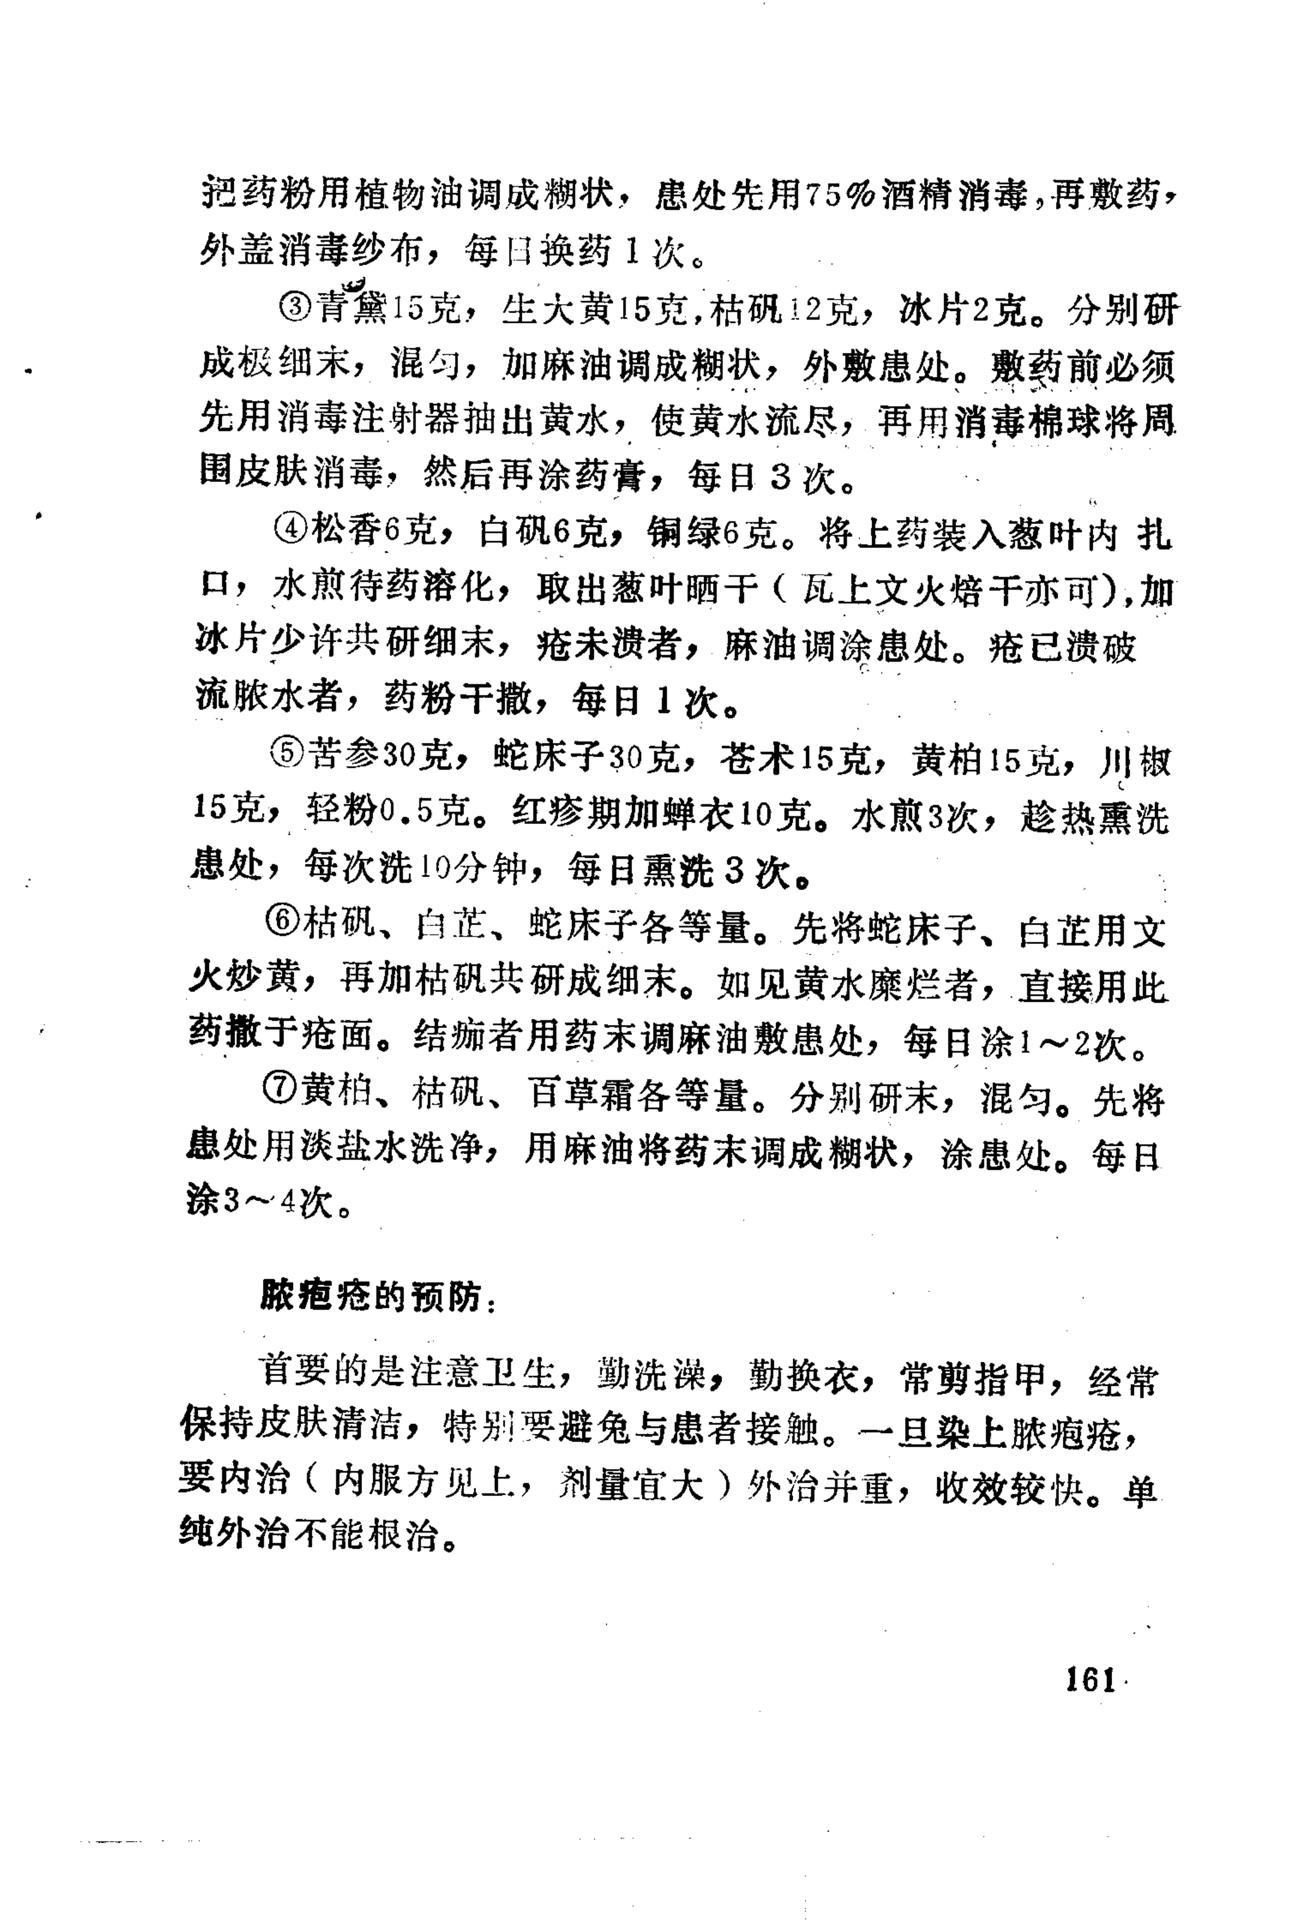 把药粉用植物油调成糊状，患处先用75%酒精消毒，再敷药，
外盖消毒纱布，每日换药1次。
③青黛15克，生大黄15克，枯矾12克，冰片2克。分别研
成极细末，混匀，加麻油调成糊状，外敷患处。敷药前必须
先用消毒注射器抽出黄水，使黄水流尽，再用消毒棉球将周
围皮肤消毒，然后再涂药膏，每日3次。
④松香6克，白矾6克，铜绿6克。将上药装入葱叶内 扎
口，水煎待药溶化，取出葱叶晒干（瓦上文火焙干亦可），加
冰片少许共研细末，疮未溃者，麻油调涂患处。疮已溃破
流脓水者，药粉干撒，每日1次。
⑤苦参30克，蛇床子30克，苍术15克，黄柏15克，川椒
15克，轻粉0.5克。红疹期加蝉衣10克。水煎3次，趁热熏洗
患处，每次洗10分钟，每日熏洗3次。
⑥枯矾、白芷、蛇床子各等量。先将蛇床子、白芷用文
火炒黄，再加枯矾共研成细末。如见黄水糜烂者，直接用此
药撒于疮面。结痂者用药末调麻油敷患处，每日涂1～2次。
⑦黄柏、枯矾、百草霜各等量。分别研末，混匀。先将
患处用淡盐水洗净，用麻油将药末调成糊状，涂患处。每日
涂3～4次。
脓疱疮的预防：
首要的是注意卫生，勤洗澡，勤换衣，常剪指甲，经常
保持皮肤清洁，特别要避免与患者接触。一旦染上脓疱疮，
要内治（内服方见上，剂量宜大）外治并重，收效较快。单
纯外治不能根治。
161